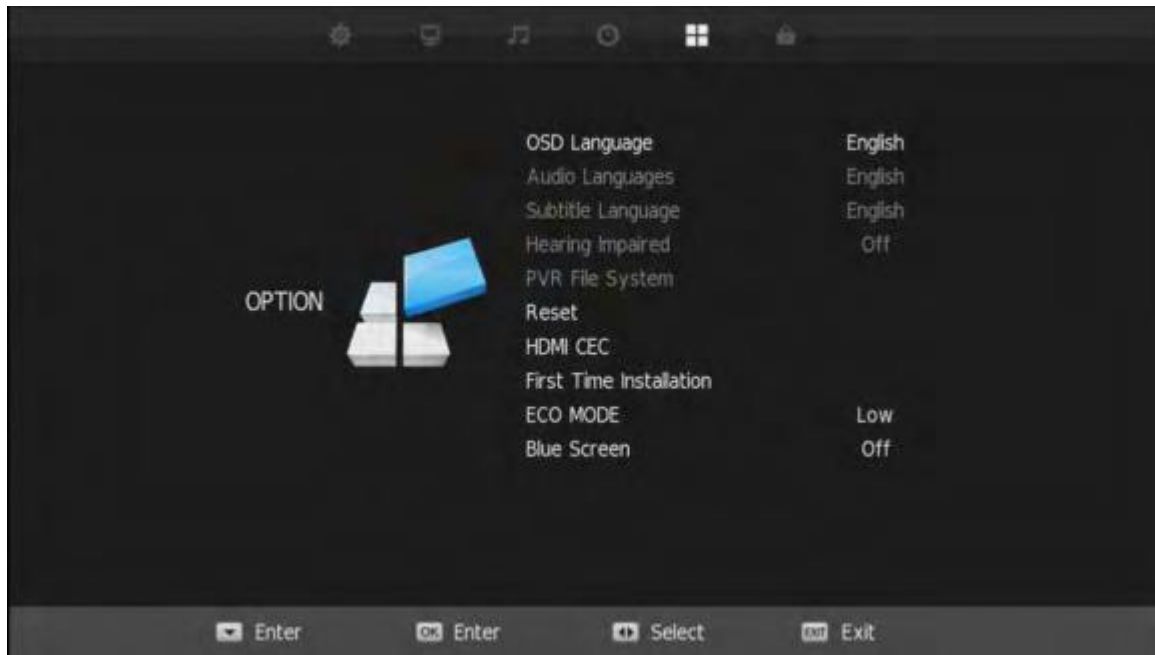 OSD Language English
Audio Languages English
Subtitle Language English
Hearing Impaired Off
PVR File System
OPTION
Reset
HDMI CEC
First Time Installation
ECO MODE Low
Blue Screen Off
Enter OK Enter Select EXIT Exit